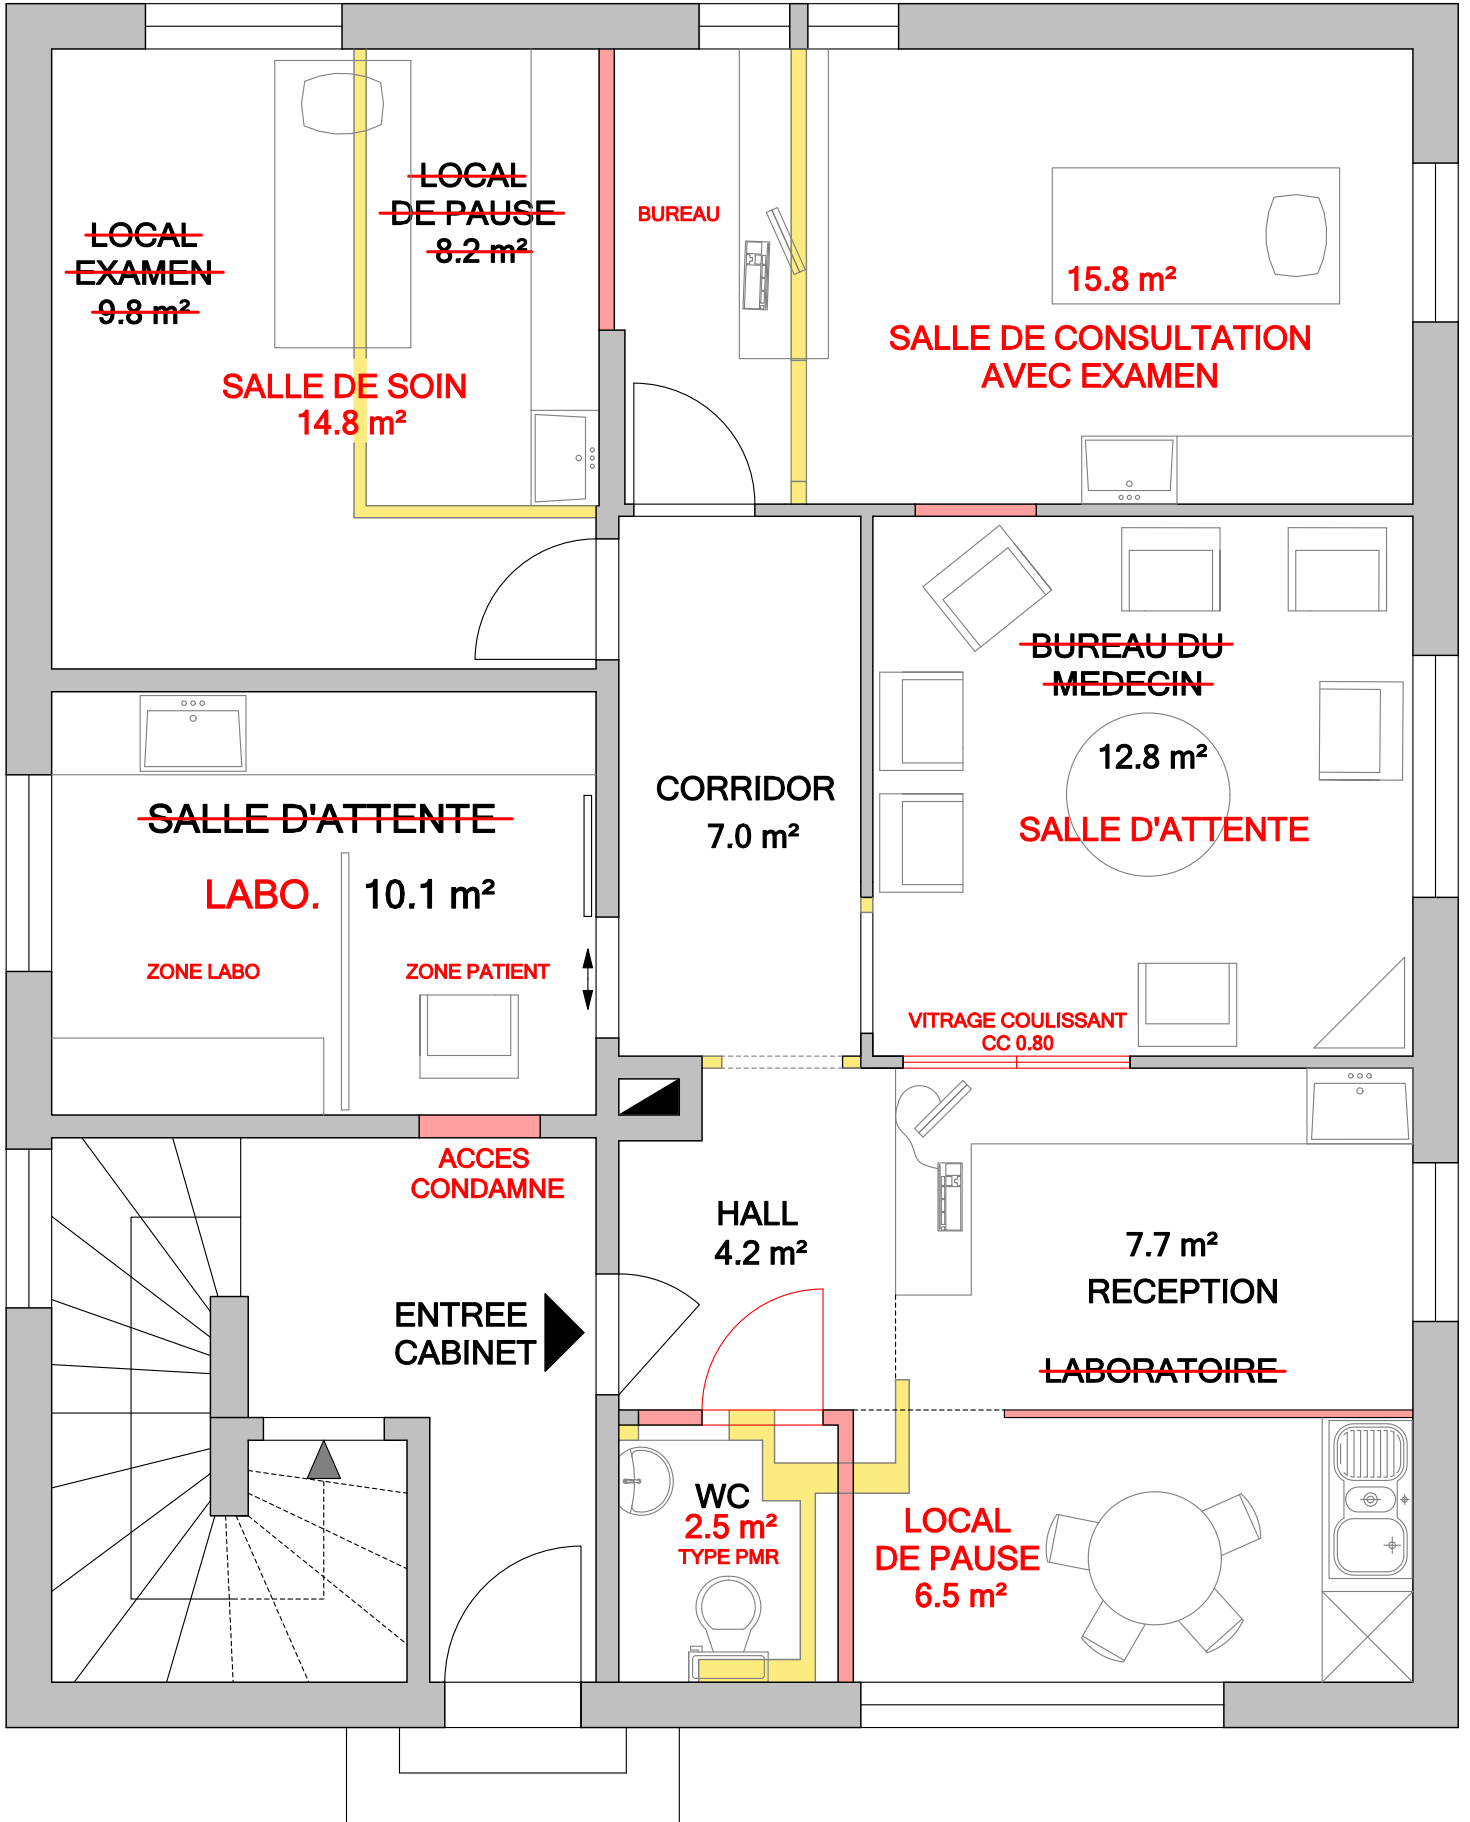 LOCAL
DE PAUSE
8.2 m²
LOCAL
EXAMEN
9.8 m²
SALLE DE SOIN
14.8 m²
BUREAU
15.8 m²
SALLE DE CONSULTATION
AVEC EXAMEN
BUREAU DU
MEDECIN
12.8 m²
SALLE D'ATTENTE
CORRIDOR
7.0 m²
SALLE D'ATTENTE
LABO. 10.1 m²
ZONE LABO
ZONE PATIENT
VITRAGE COULISSANT
CC 0.80
ACCES
CONDAMNE
HALL
4.2 m²
7.7 m²
RECEPTION
LABORATOIRE
ENTREE
CABINET
WC
2.5 m²
TYPE PMR
LOCAL
DE PAUSE
6.5 m²